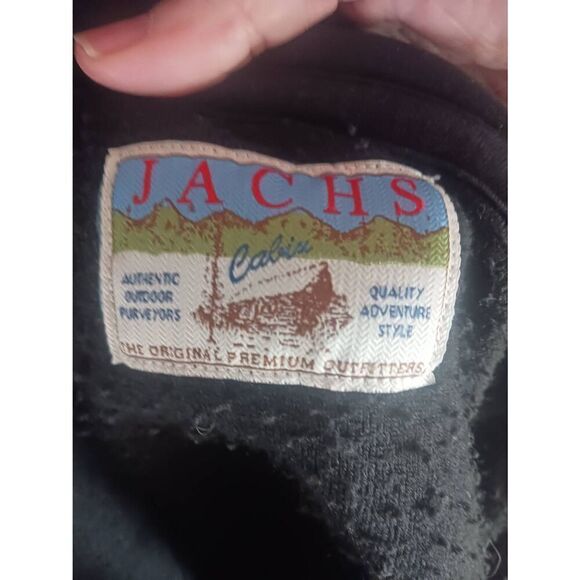 JACHS
Cabin
AUTHENTIC
OUTDOOR
PURVEYORS
QUALITY
ADVENTURE
STYLE
THE ORIGINAL PREMIUM OUTFITTERS